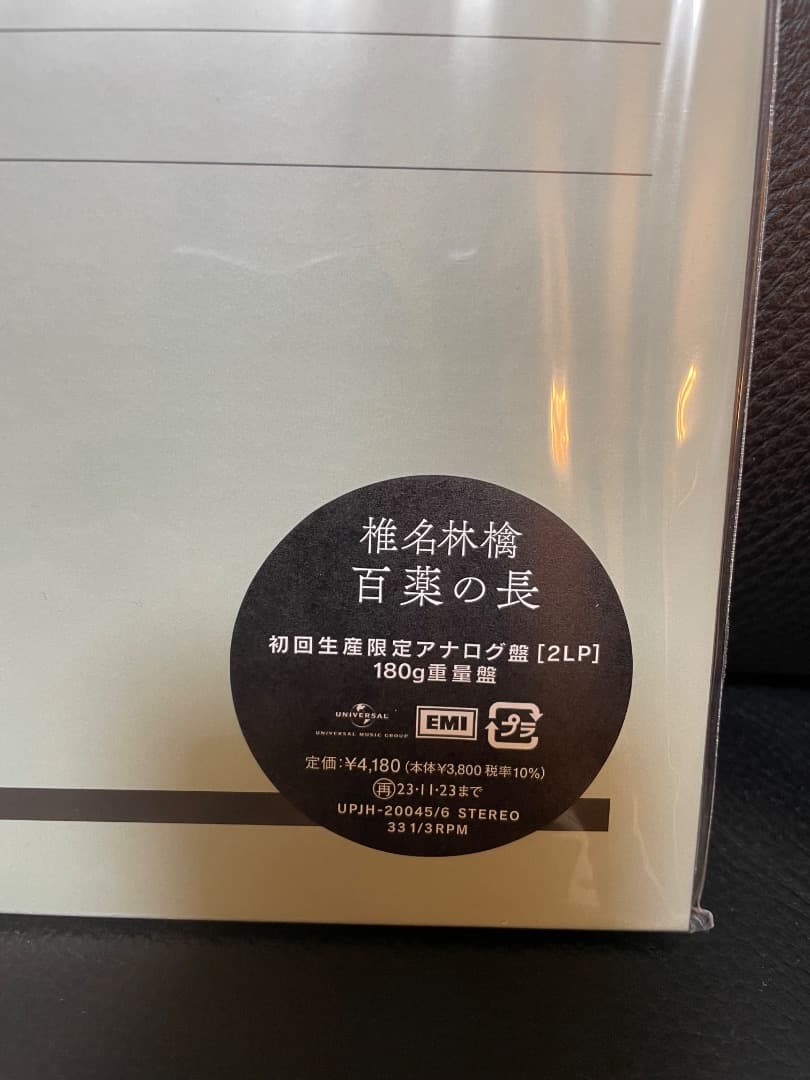 椎名林檎
百薬の長
初回生産限定アナログ盤[2LP]
180g重量盤
UNIVERSAL
UNIVERSAL MUSIC GROUP
EMI
プラ
定価:¥4,180(本体¥3,800 税率10%)
再23・11・23まで
UPJH-20045/6 STEREO
33 1/3RPM